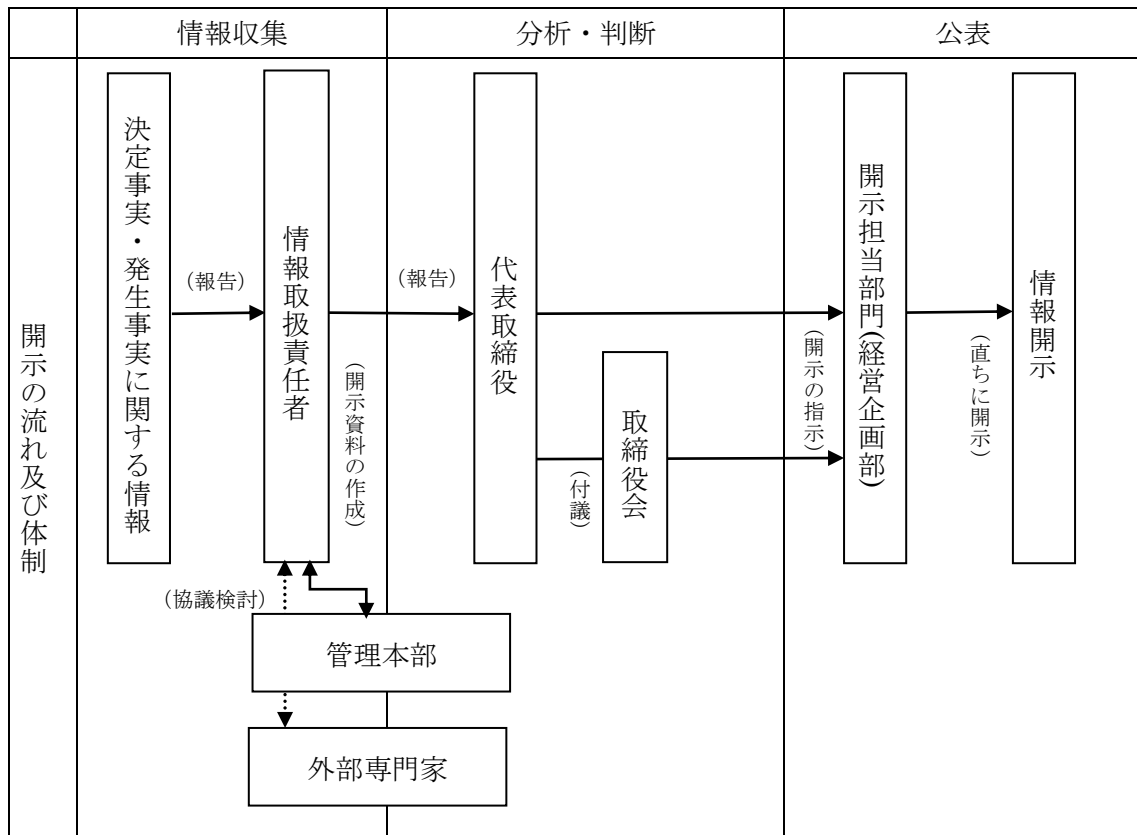 情報収集
分析・判断
公表
開示の流れ及び体制
決定事実・発生事実に関する情報
（報告）
情報取扱責任者
（開示資料の作成）
（報告）
代表取締役
（付議）
取締役会
（開示の指示）
開示担当部門(経営企画部)
（直ちに開示）
情報開示
（協議検討）
管理本部
外部専門家